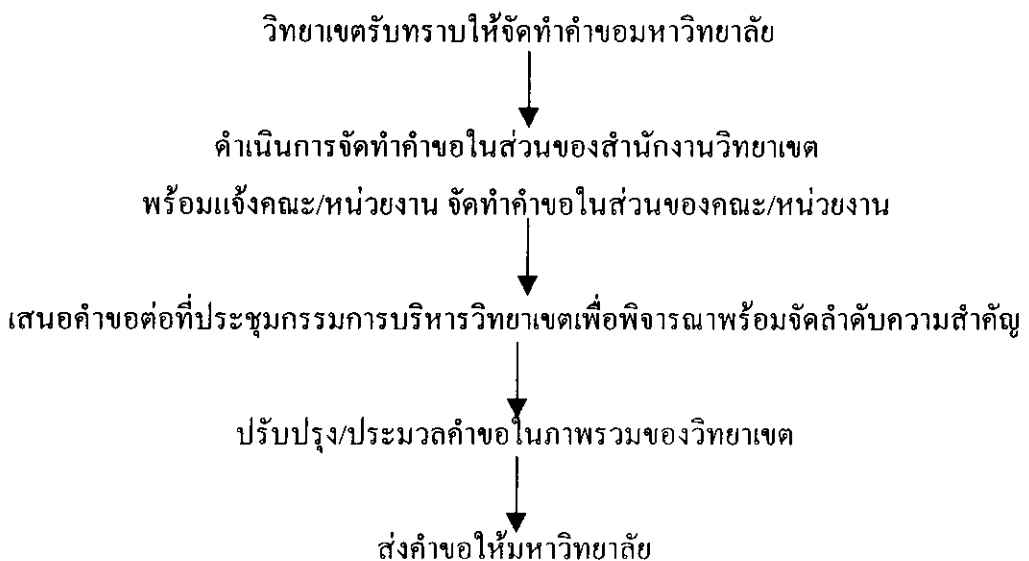 วิทยาเขตรับทราบให้จัดทำคำขอมหาวิทยาลัย
ดำเนินการจัดทำคำขอในส่วนของสำนักงานวิทยาเขต
พร้อมแจ้งคณะ/หน่วยงาน จัดทำคำขอในส่วนของคณะ/หน่วยงาน
เสนอคำขอต่อที่ประชุมกรรมการบริหารวิทยาเขตเพื่อพิจารณาพร้อมจัดลำดับความสำคัญ
ปรับปรุง/ประมวลคำขอในภาพรวมของวิทยาเขต
ส่งคำขอให้มหาวิทยาลัย